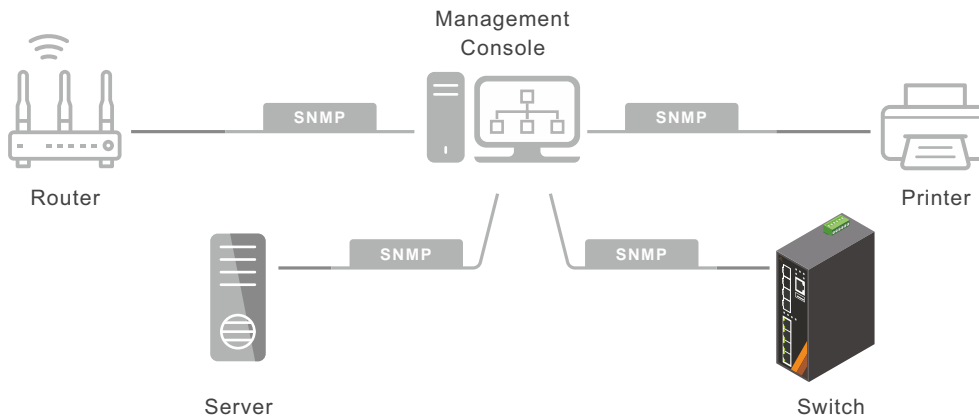 Management
Console
SNMP
SNMP
Router
Printer
SNMP
SNMP
Server
Switch